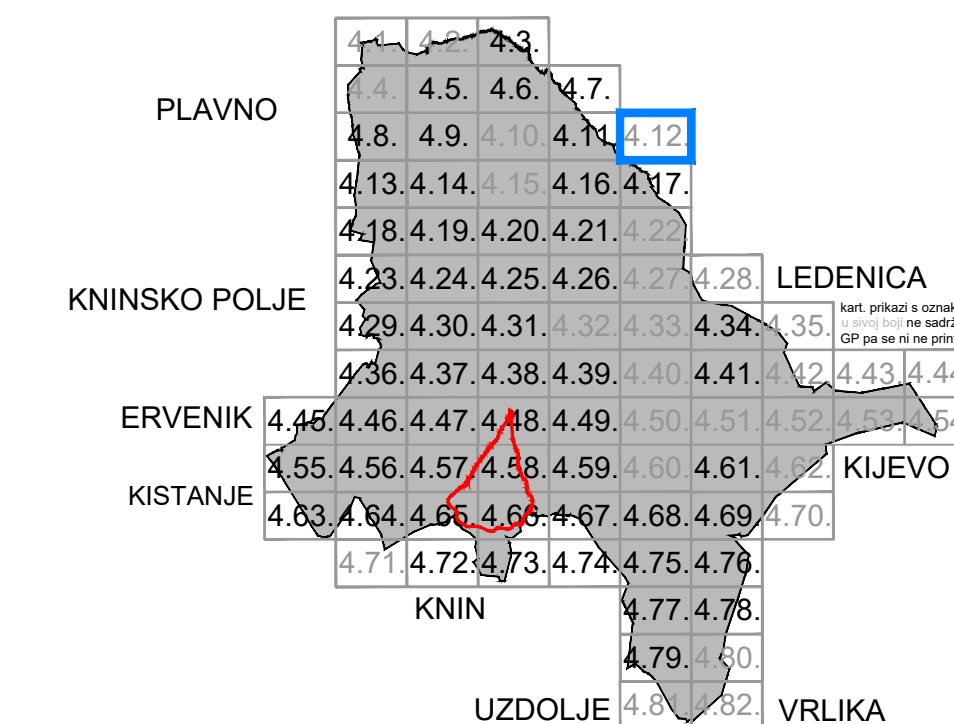 4.1. 4.2. 4.3.
4.4. 4.5. 4.6. 4.7.
PLAVNO
4.8. 4.9. 4.10. 4.11. 4.12.
4.13. 4.14. 4.15. 4.16. 4.17.
4.18. 4.19. 4.20. 4.21. 4.22.
4.23. 4.24. 4.25. 4.26. 4.27. 4.28. LEDENICA
KNINSKO POLJE
kart. prikazi s oznak
u sivoj boji ne sadrž
GP pa se ni ne print
4.29. 4.30. 4.31. 4.32. 4.33. 4.34. 4.35.
4.36. 4.37. 4.38. 4.39. 4.40. 4.41. 4.42. 4.43. 4.44
ERVENIK 4.45. 4.46. 4.47. 4.48. 4.49. 4.50. 4.51. 4.52. 4.53. 4.54
4.55. 4.56. 4.57. 4.58. 4.59. 4.60. 4.61. 4.62. KIJEVO
KISTANJE
4.63. 4.64. 4.65. 4.66. 4.67. 4.68. 4.69. 4.70.
4.71. 4.72. 4.73. 4.74. 4.75. 4.76.
KNIN 4.77. 4.78.
4.79. 4.80.
UZDOLJE 4.81. 4.82. VRLIKA